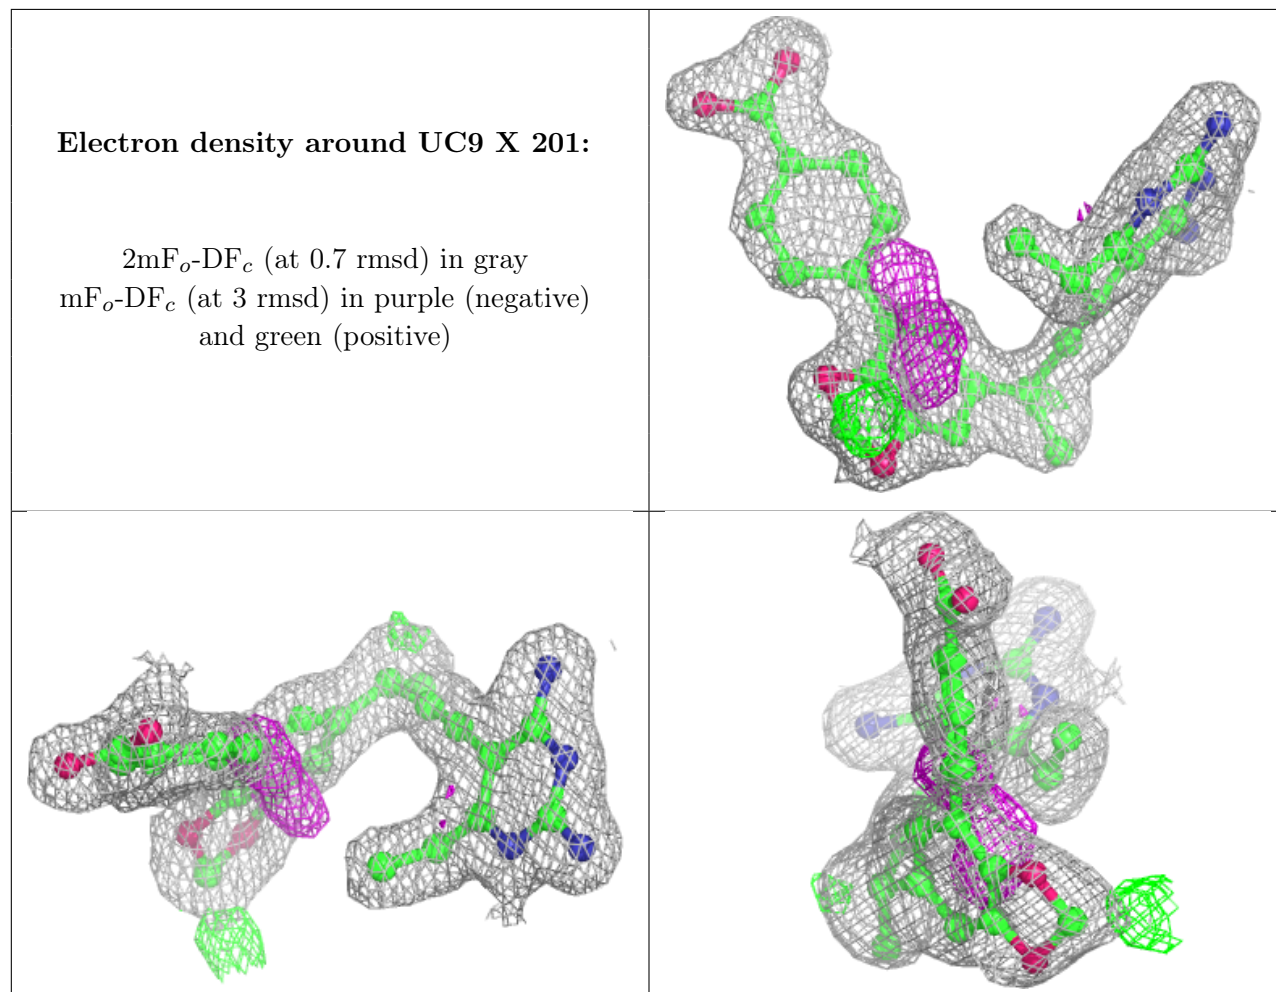 Electron density around UC9 X 201:
2mFo-DFc (at 0.7 rmsd) in gray
mFo-DFc (at 3 rmsd) in purple (negative)
and green (positive)